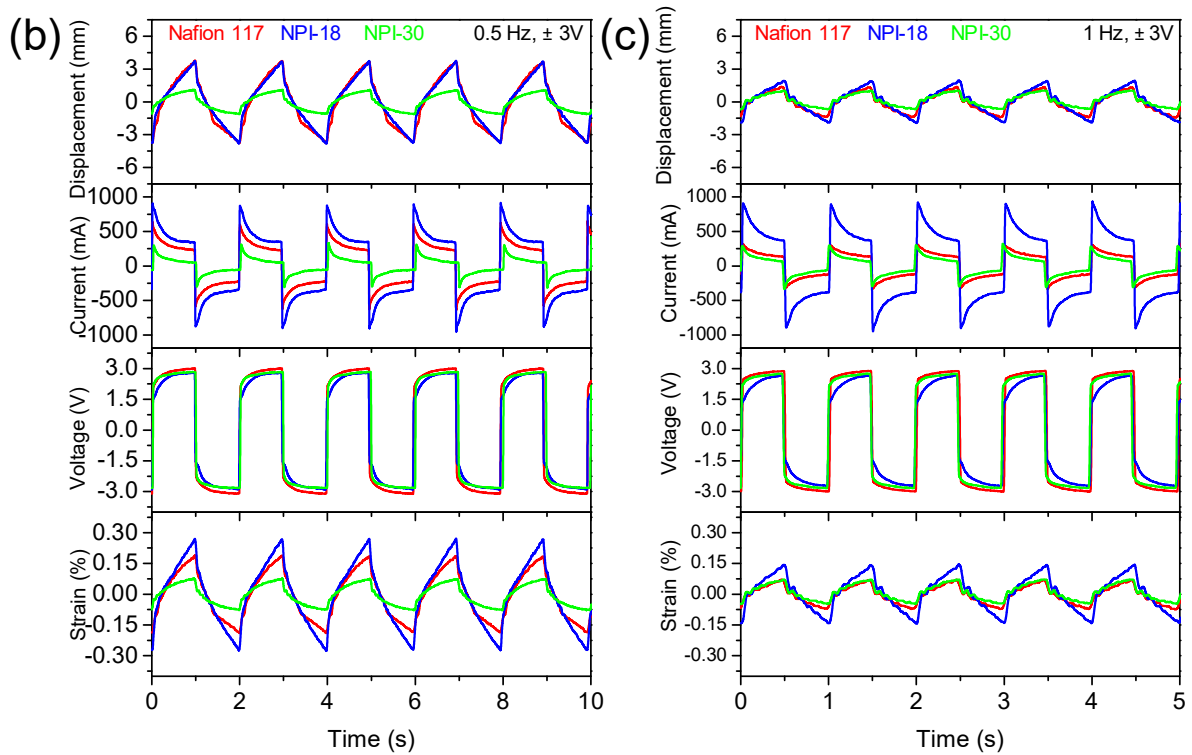 (b)
Nafion 117 NPI-18 NPI-30 0.5 Hz, ± 3V
Displacement (mm)
6
3
0
-3
-6
Current (mA)
1000
500
0
-500
1000
Voltage (V)
3.0
1.5
0.0
-1.5
-3.0
Strain (%)
0.30
0.15
0.00
-0.15
-0.30
0 2 4 6 8 10
Time (s)
(c)
Nafion 117 NPI-18 NPI-30 1 Hz, ± 3V
Displacement (mm)
6
3
0
-3
-6
Current (mA)
1000
500
0
-500
-1000
Voltage (V)
3.0
1.5
0.0
-1.5
-3.0
Strain (%)
0.30
0.15
0.00
-0.15
-0.30
0 1 2 3 4 5
Time (s)